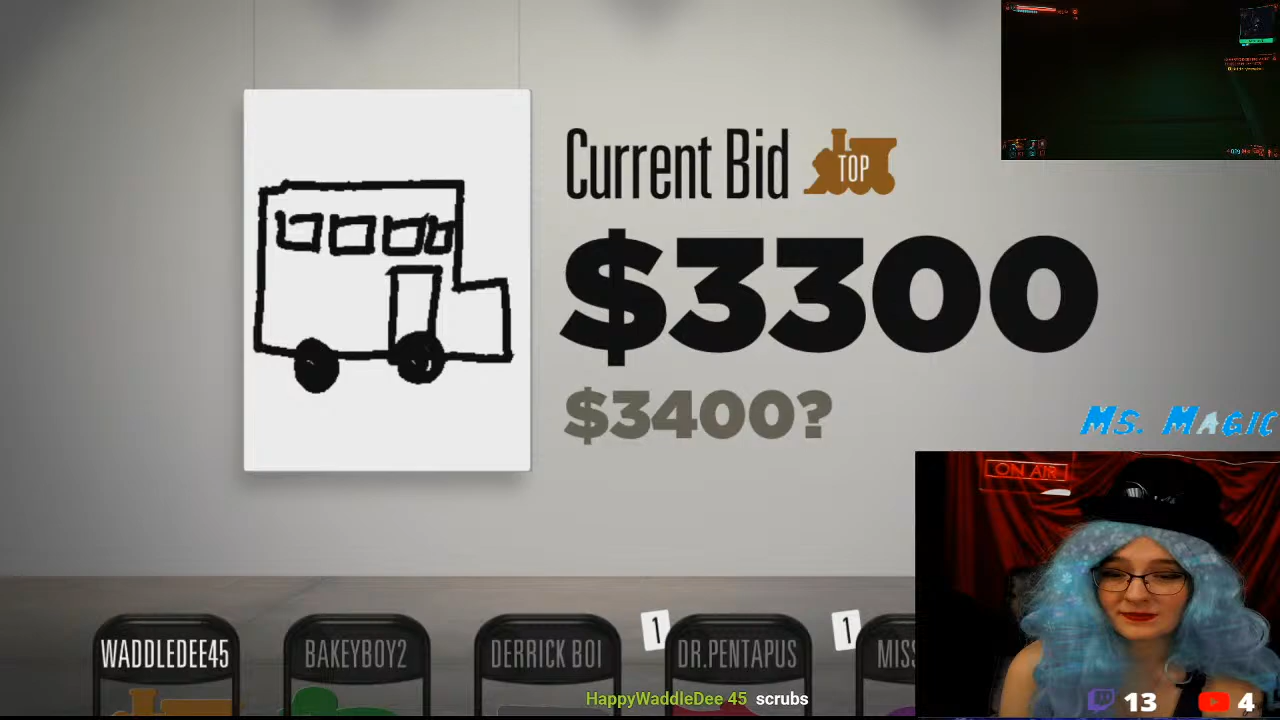 Current Bid
TOP
$3300
$3400?
Ms. Magic
ON AIR
WADDLEDEE45
BAKEYBOY2
DERRICK BOI
1
DR.PENTAPUS
1
MISS
HappyWaddleDee 45 scrubs
13
4